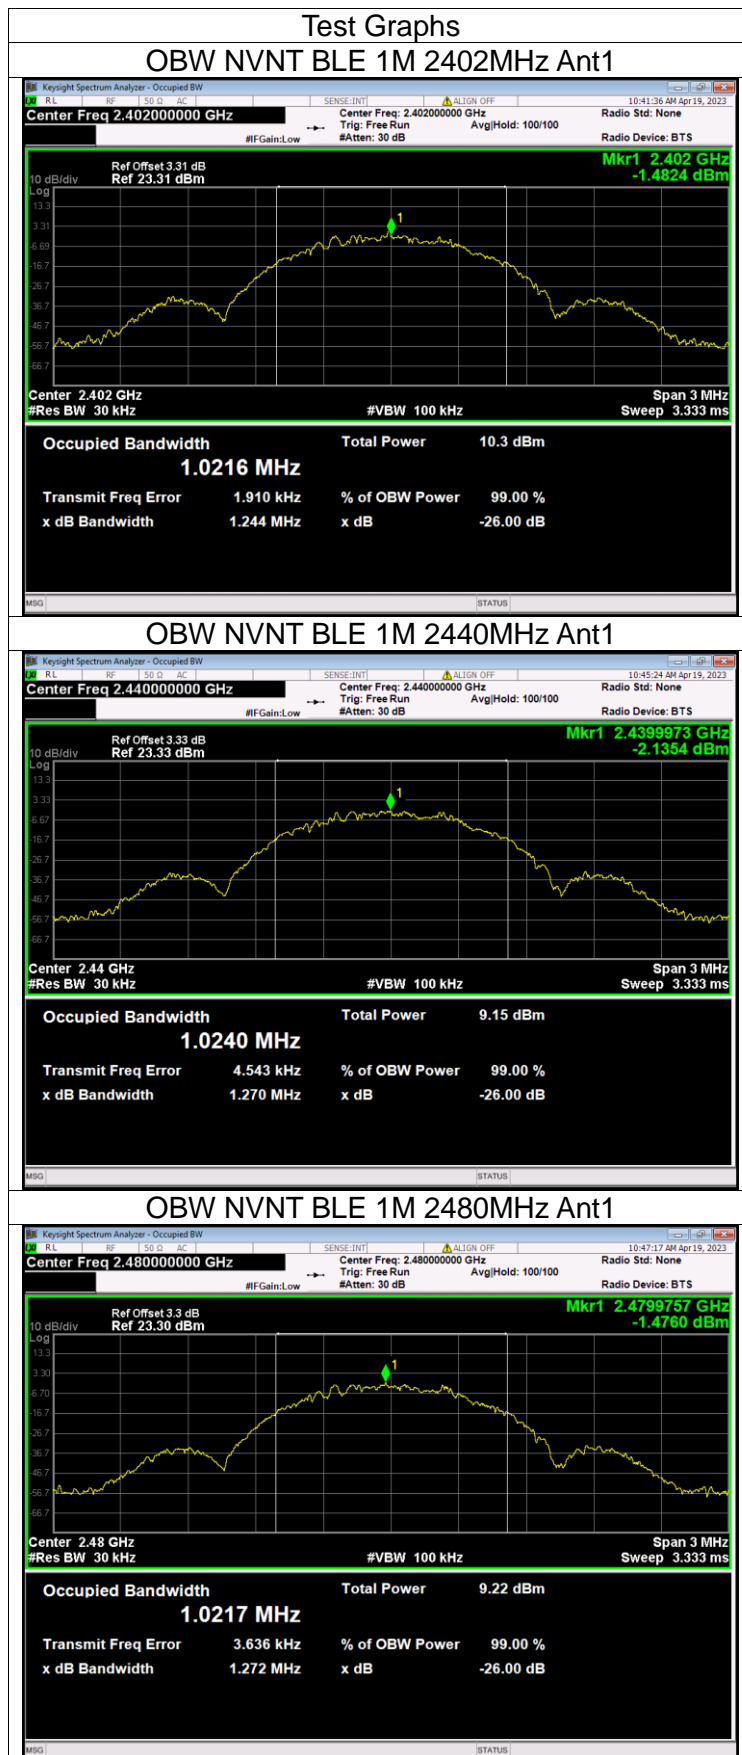 Test Graphs
OBW NVNT BLE 1M 2402MHz Ant1
Keysight Spectrum Analyzer - Occupied BW
RL RF 50 Ω AC SENSE:INT ALIGN OFF 10:41:36 AM Apr 19, 2023
Center Freq 2.402000000 GHz Center Freq: 2.402000000 GHz Radio Std: None
Trig: Free Run Avg|Hold: 100/100
#IFGain:Low #Atten: 30 dB Radio Device: BTS
Mkr1 2.402 GHz
-1.4824 dBm
Ref Offset 3.31 dB
10 dB/div Ref 23.31 dBm
Log
13.3
3.31
1
-6.69
-16.7
-26.7
-36.7
-46.7
-56.7
-66.7
Center 2.402 GHz Span 3 MHz
#Res BW 30 kHz #VBW 100 kHz Sweep 3.333 ms
Occupied Bandwidth Total Power 10.3 dBm
1.0216 MHz
Transmit Freq Error 1.910 kHz % of OBW Power 99.00 %
x dB Bandwidth 1.244 MHz x dB -26.00 dB
MSG STATUS
OBW NVNT BLE 1M 2440MHz Ant1
Keysight Spectrum Analyzer - Occupied BW
RL RF 50 Ω AC SENSE:INT ALIGN OFF 10:45:24 AM Apr 19, 2023
Center Freq 2.440000000 GHz Center Freq: 2.440000000 GHz Radio Std: None
Trig: Free Run Avg|Hold: 100/100
#IFGain:Low #Atten: 30 dB Radio Device: BTS
Mkr1 2.4399973 GHz
-2.1354 dBm
Ref Offset 3.33 dB
10 dB/div Ref 23.33 dBm
Log
13.3
3.33
1
-6.67
-16.7
-26.7
-36.7
-46.7
-56.7
-66.7
Center 2.44 GHz Span 3 MHz
#Res BW 30 kHz #VBW 100 kHz Sweep 3.333 ms
Occupied Bandwidth Total Power 9.15 dBm
1.0240 MHz
Transmit Freq Error 4.543 kHz % of OBW Power 99.00 %
x dB Bandwidth 1.270 MHz x dB -26.00 dB
MSG STATUS
OBW NVNT BLE 1M 2480MHz Ant1
Keysight Spectrum Analyzer - Occupied BW
RL RF 50 Ω AC SENSE:INT ALIGN OFF 10:47:17 AM Apr 19, 2023
Center Freq 2.480000000 GHz Center Freq: 2.480000000 GHz Radio Std: None
Trig: Free Run Avg|Hold: 100/100
#IFGain:Low #Atten: 30 dB Radio Device: BTS
Mkr1 2.4799757 GHz
-1.4760 dBm
Ref Offset 3.3 dB
10 dB/div Ref 23.30 dBm
Log
13.3
3.30
1
-6.70
-16.7
-26.7
-36.7
-46.7
-56.7
-66.7
Center 2.48 GHz Span 3 MHz
#Res BW 30 kHz #VBW 100 kHz Sweep 3.333 ms
Occupied Bandwidth Total Power 9.22 dBm
1.0217 MHz
Transmit Freq Error 3.636 kHz % of OBW Power 99.00 %
x dB Bandwidth 1.272 MHz x dB -26.00 dB
MSG STATUS